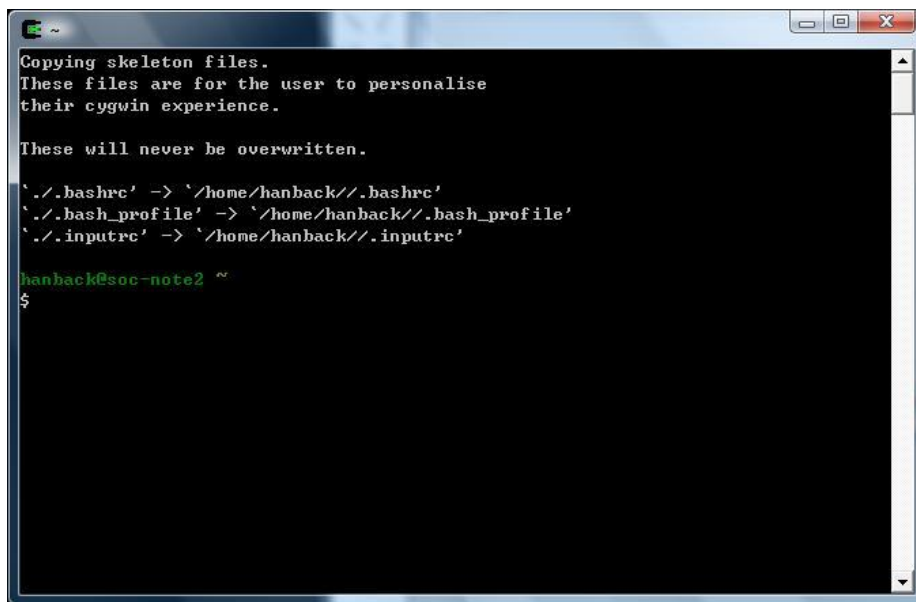 ~
Copying skeleton files.
These files are for the user to personalise
their cygwin experience.
These will never be overwritten.
`./.bashrc' -> `/home/hanback//.bashrc'
`./.bash_profile' -> `/home/hanback//.bash_profile'
`./.inputrc' -> `/home/hanback//.inputrc'
hanback@soc-note2 ~
$